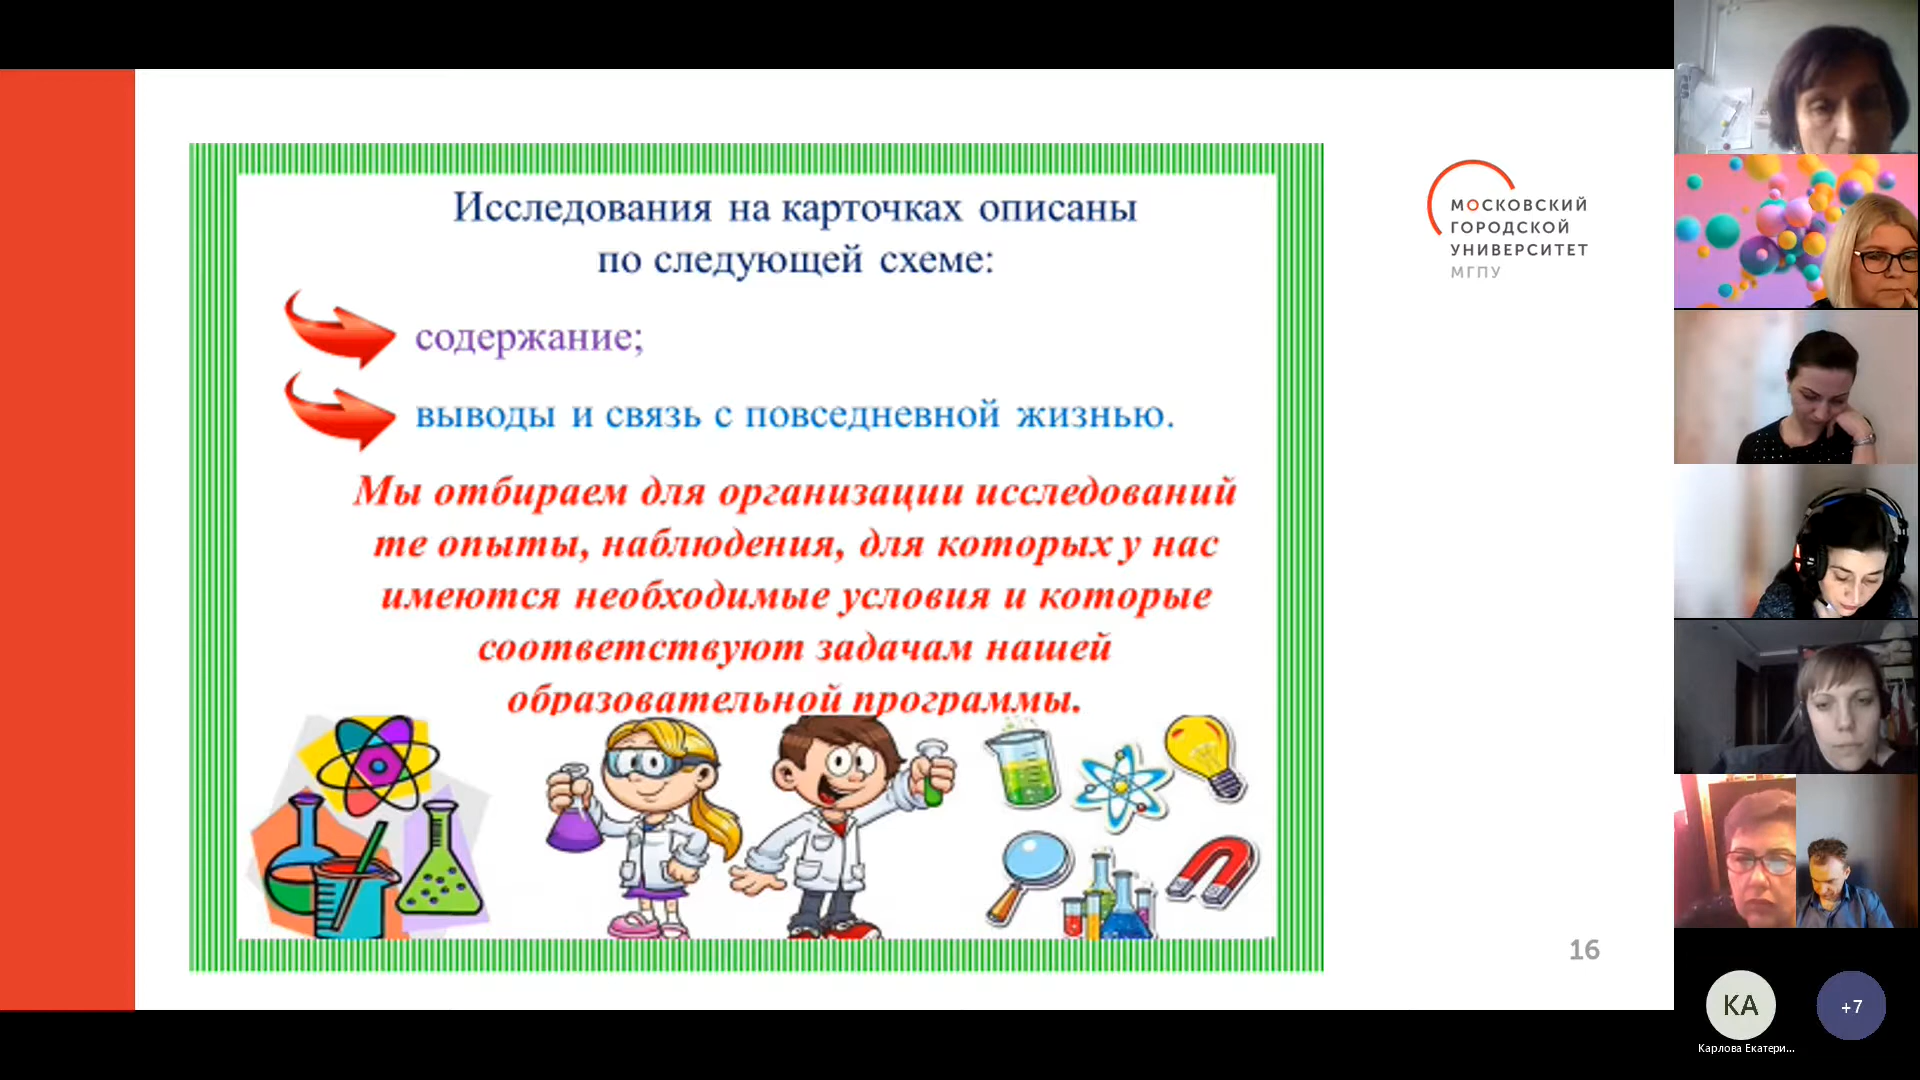 Исследования на карточках описаны
по следующей схеме:
содержание;
выводы и связь с повседневной жизнью.
Мы отбираем для организации исследований
те опыты, наблюдения, для которых у нас
имеются необходимые условия и которые
соответствуют задачам нашей
образовательной программы.
МОСКОВСКИЙ
ГОРОДСКОЙ
УНИВЕРСИТЕТ
МГПУ
16
КА
+7
Карлова Екатери...